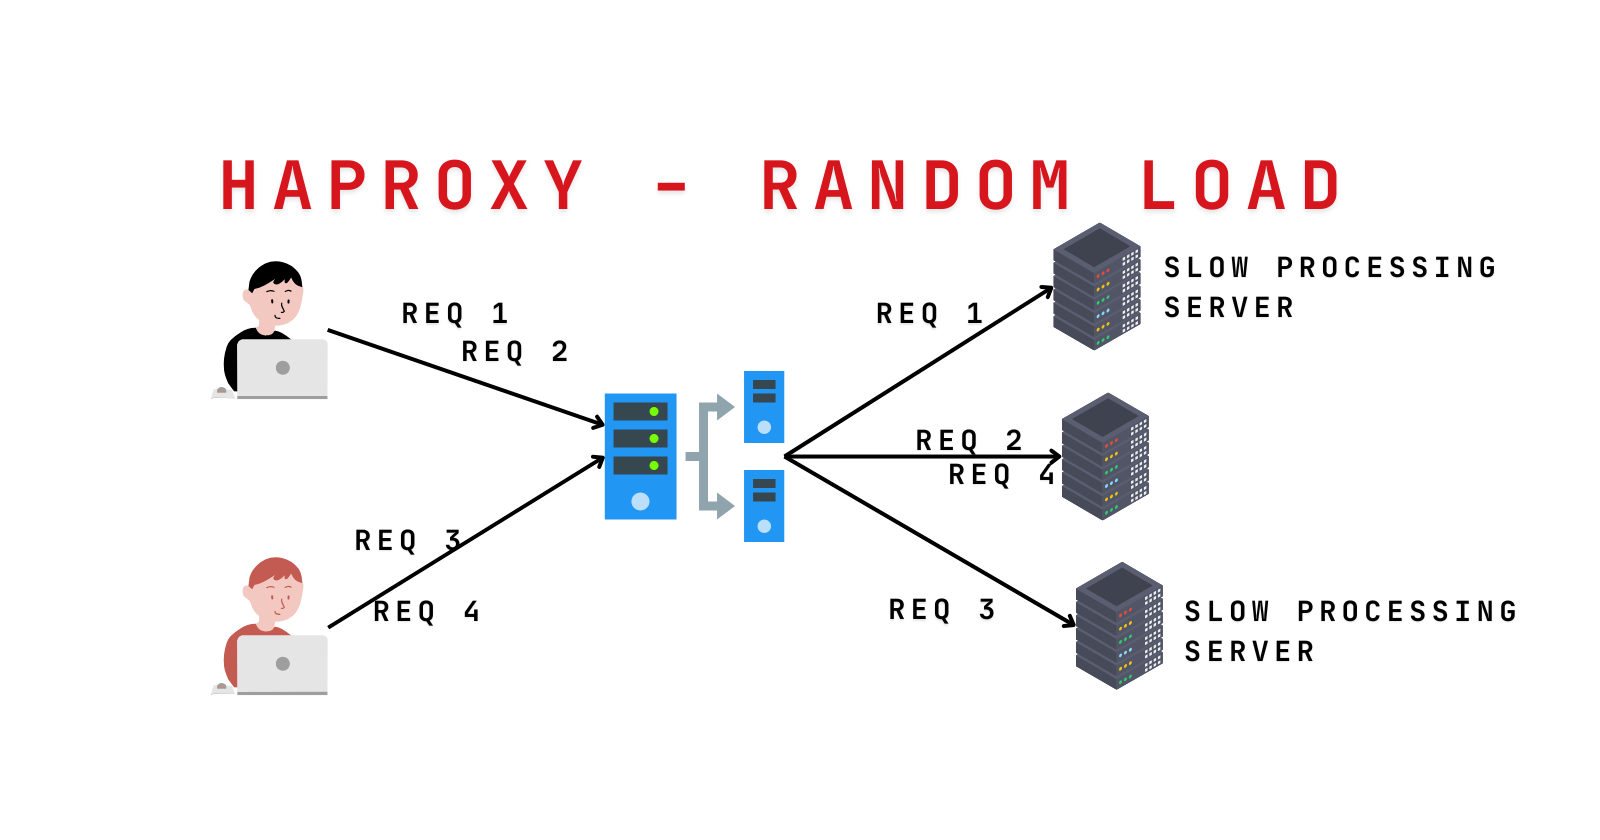 HAPROXY - RANDOM LOAD
REQ 1
REQ 2
REQ 3
REQ 4
REQ 1
REQ 2
REQ 4
REQ 3
SLOW PROCESSING
SERVER
SLOW PROCESSING
SERVER